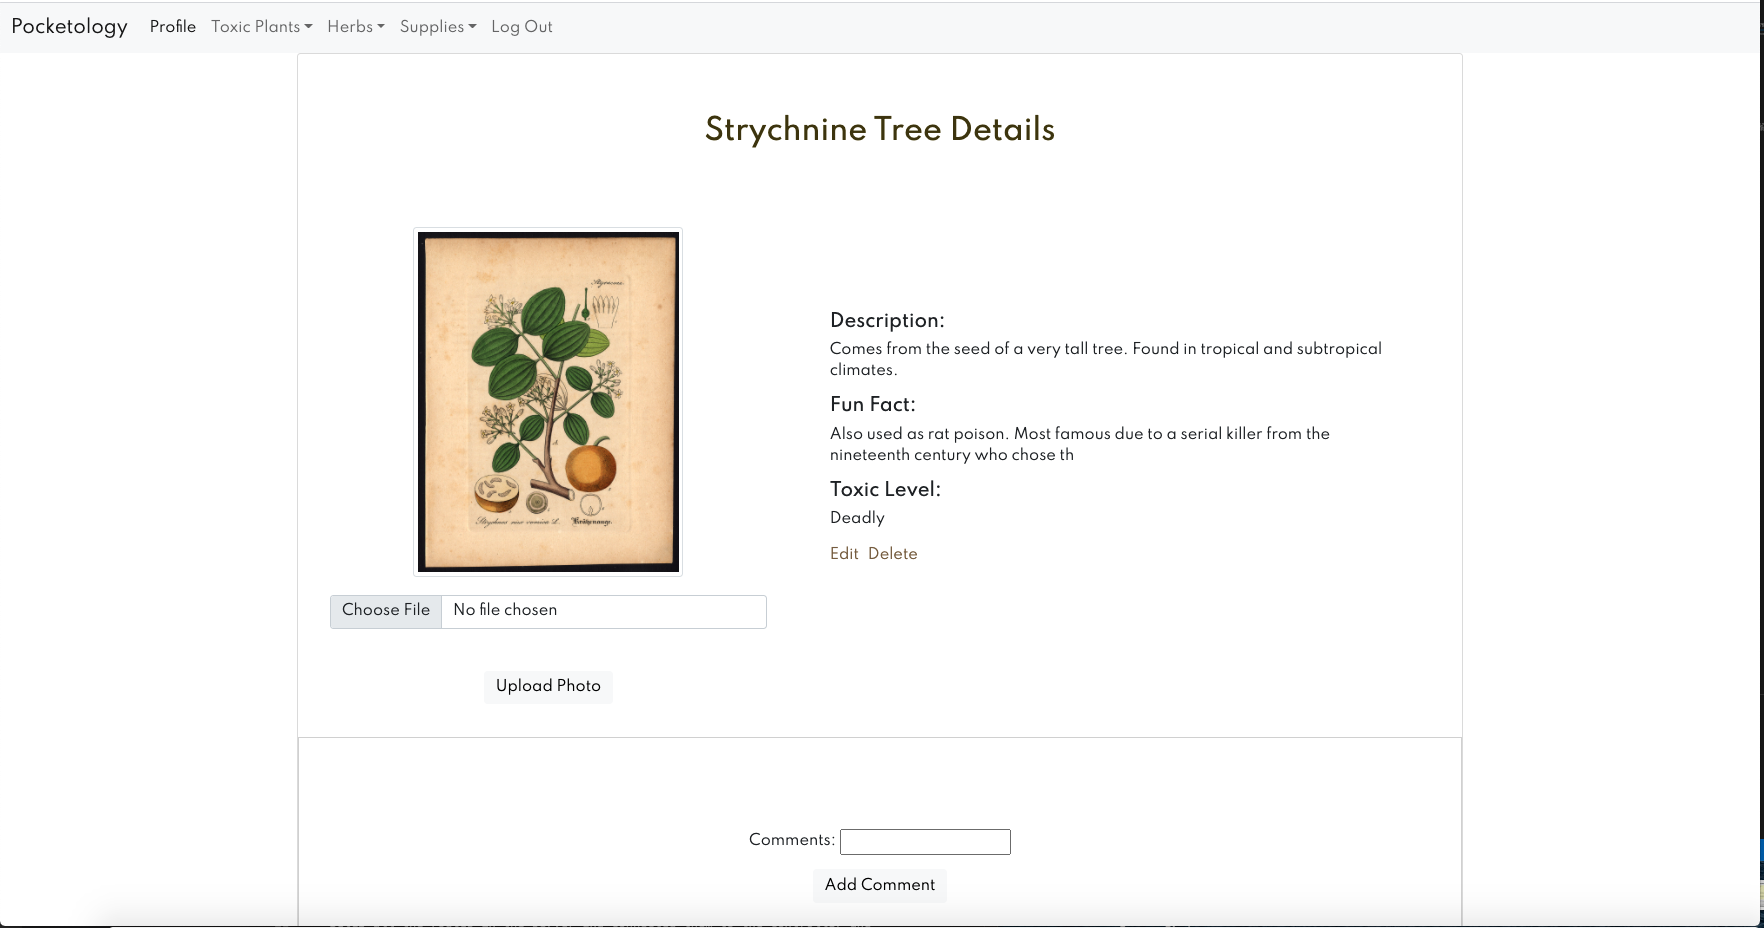 Pocketology Profile Toxic Plants Herbs Supplies Log Out
Strychnine Tree Details
Description:
Comes from the seed of a very tall tree. Found in tropical and subtropical
climates.
Fun Fact:
Also used as rat poison. Most famous due to a serial killer from the
nineteenth century who chose th
Toxic Level:
Deadly
Edit Delete
Strychnos nux vomica L.
Choose File No file chosen
Upload Photo
Comments:
Add Comment